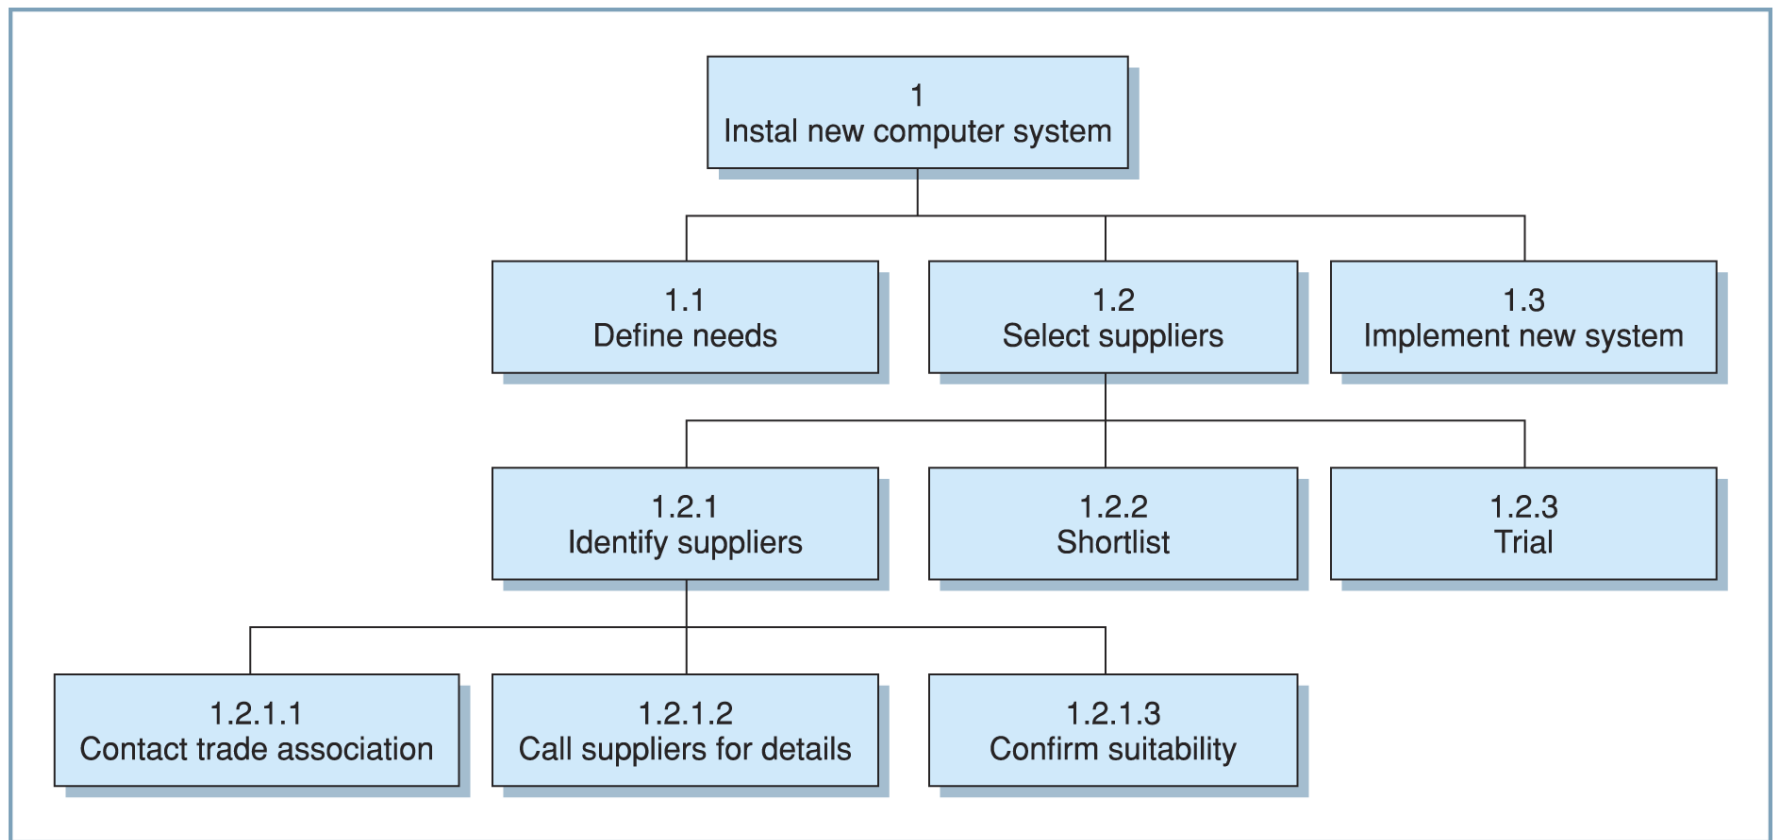 1
Instal new computer system
1.1
Define needs
1.2
Select suppliers
1.3
Implement new system
1.2.1
Identify suppliers
1.2.2
Shortlist
1.2.3
Trial
1.2.1.1
Contact trade association
1.2.1.2
Call suppliers for details
1.2.1.3
Confirm suitability